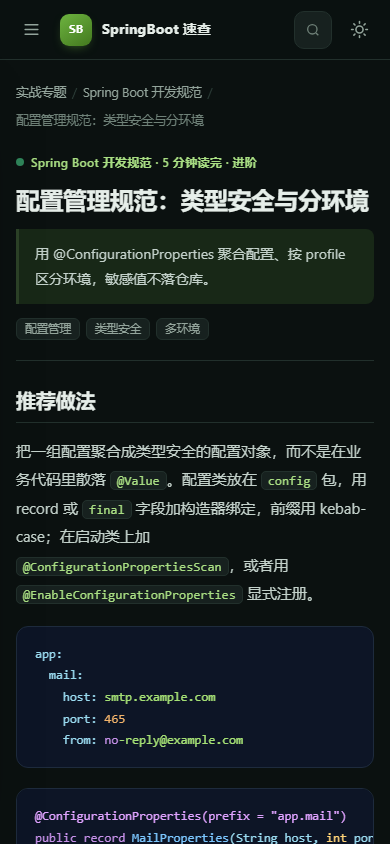 SB SpringBoot 速查
实战专题 / Spring Boot 开发规范 /
配置管理规范：类型安全与分环境
Spring Boot 开发规范 · 5 分钟读完 · 进阶
配置管理规范：类型安全与分环境
用 @ConfigurationProperties 聚合配置、按 profile
区分环境，敏感值不落仓库。
配置管理 类型安全 多环境
推荐做法
把一组配置聚合成类型安全的配置对象，而不是在业
务代码里散落 @Value 。配置类放在 config 包，用
record 或 final 字段加构造器绑定，前缀用 kebab-
case；在启动类上加
@ConfigurationPropertiesScan ，或者用
@EnableConfigurationProperties 显式注册。
app:
  mail:
    host: smtp.example.com
    port: 465
    from: no-reply@example.com
@ConfigurationProperties(prefix = "app.mail")
public record MailProperties(String host, int por